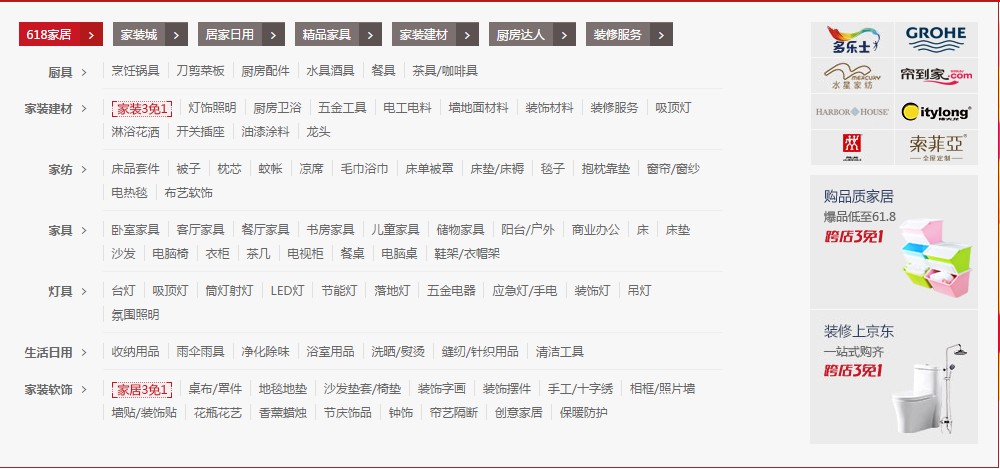 618家居 > 家装城 > 居家日用 > 精品家具 > 家装建材 > 厨房达人 > 装修服务 >
厨具 > 烹饪锅具 刀剪菜板 厨房配件 水具酒具 餐具 茶具/咖啡具
家装建材 > 家装3免1 灯饰照明 厨房卫浴 五金工具 电工电料 墙地面材料 装饰材料 装修服务 吸顶灯
淋浴花洒 开关插座 油漆涂料 龙头
家纺 > 床品套件 被子 枕芯 蚊帐 凉席 毛巾浴巾 床单被罩 床垫/床褥 毯子 抱枕靠垫 窗帘/窗纱
电热毯 布艺软饰
家具 > 卧室家具 客厅家具 餐厅家具 书房家具 儿童家具 储物家具 阳台/户外 商业办公 床 床垫
沙发 电脑椅 衣柜 茶几 电视柜 餐桌 电脑桌 鞋架/衣帽架
灯具 > 台灯 吸顶灯 筒灯射灯 LED灯 节能灯 落地灯 五金电器 应急灯/手电 装饰灯 吊灯
氛围照明
生活日用 > 收纳用品 雨伞雨具 净化除味 浴室用品 洗晒/熨烫 缝纫/针织用品 清洁工具
家装软饰 > 家居3免1 桌布/罩件 地毯地垫 沙发垫套/椅垫 装饰字画 装饰摆件 手工/十字绣 相框/照片墙
墙贴/装饰贴 花瓶花艺 香薰蜡烛 节庆饰品 钟饰 帘艺隔断 创意家居 保暖防护
多乐士
GROHE
MERCURY
水星家纺
帘到家.com
HARBOR HOUSE
Citylong
索菲亞
全屋定制
购品质家居
爆品低至61.8
跨店3免1
装修上京东
一站式购齐
跨店3免1